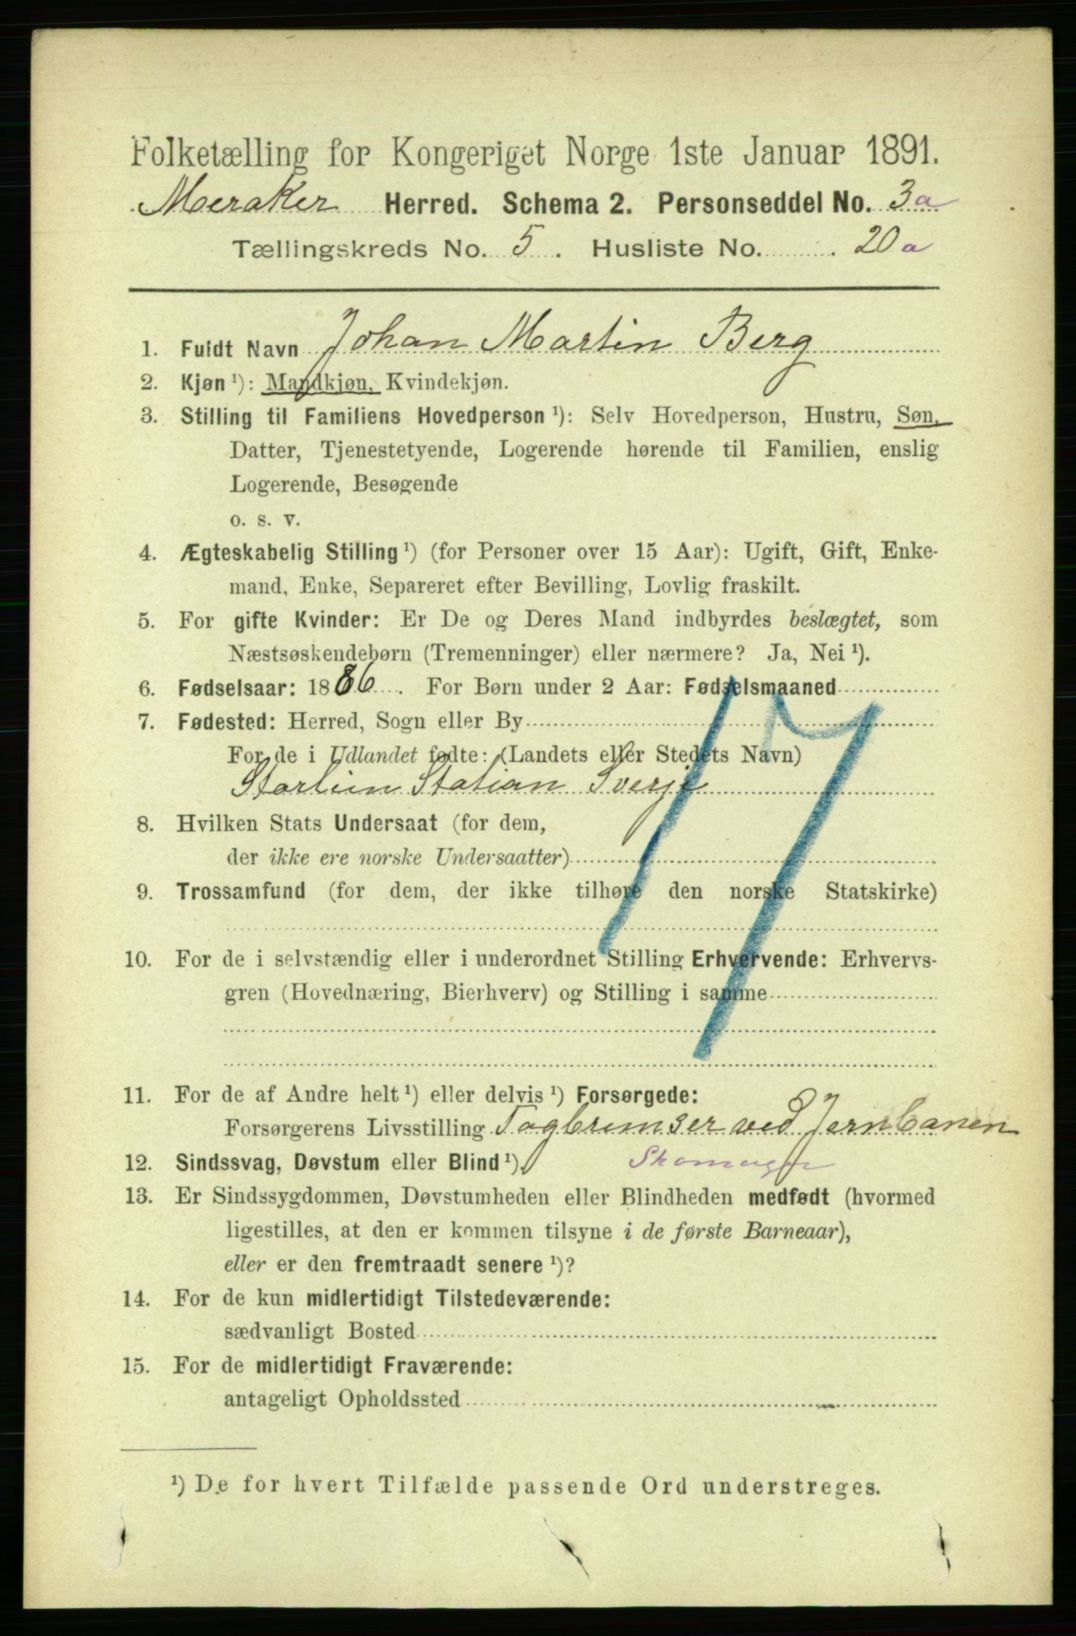 Folketælling for Kongeriget Norge 1ste Januar 1891.
Meraker Herred. Schema 2. Personseddel No. 3a
Tællingskreds No. 5. Husliste No. 20a
1. Fuldt Navn Johan Martin Berg
2. Kjøn ¹): Mandkjøn, Kvindekjøn.
3. Stilling til Familiens Hovedperson ¹): Selv Hovedperson, Hustru, Søn,
Datter, Tjenestetyende, Logerende hørende til Familien, enslig
Logerende, Besøgende
o. s. v.
4. Ægteskabelig Stilling ¹) (for Personer over 15 Aar): Ugift, Gift, Enke-
mand, Enke, Separeret efter Bevilling, Lovlig fraskilt.
5. For gifte Kvinder: Er De og Deres Mand indbyrdes beslægtet, som
Næstsøskendebørn (Tremenninger) eller nærmere? Ja, Nei ¹).
6. Fødselsaar: 1886. For Børn under 2 Aar: Fødselsmaaned
7. Fødested: Herred, Sogn eller By
For de i Udlandet fødte: (Landets eller Stedets Navn)
Storlien Station Sverje
8. Hvilken Stats Undersaat (for dem,
der ikke ere norske Undersaatter)
9. Trossamfund (for dem, der ikke tilhøre den norske Statskirke)
10. For de i selvstændig eller i underordnet Stilling Erhvervende: Erhvervs-
gren (Hovednæring, Bierhverv) og Stilling i samme
17
11. For de af Andre helt ¹) eller delvis ¹) Forsørgede:
Forsørgerens Livsstilling Togbremser ved Jernbanen
12. Sindssvag, Døvstum eller Blind ¹). Skomager
13. Er Sindssygdommen, Døvstumheden eller Blindheden medfødt (hvormed
ligestilles, at den er kommen tilsyne i de første Barneaar),
eller er den fremtraadt senere ¹)?
14. For de kun midlertidigt Tilstedeværende:
sædvanligt Bosted
15. For de midlertidigt Fraværende:
antageligt Opholdssted
¹) De for hvert Tilfælde passende Ord understreges.